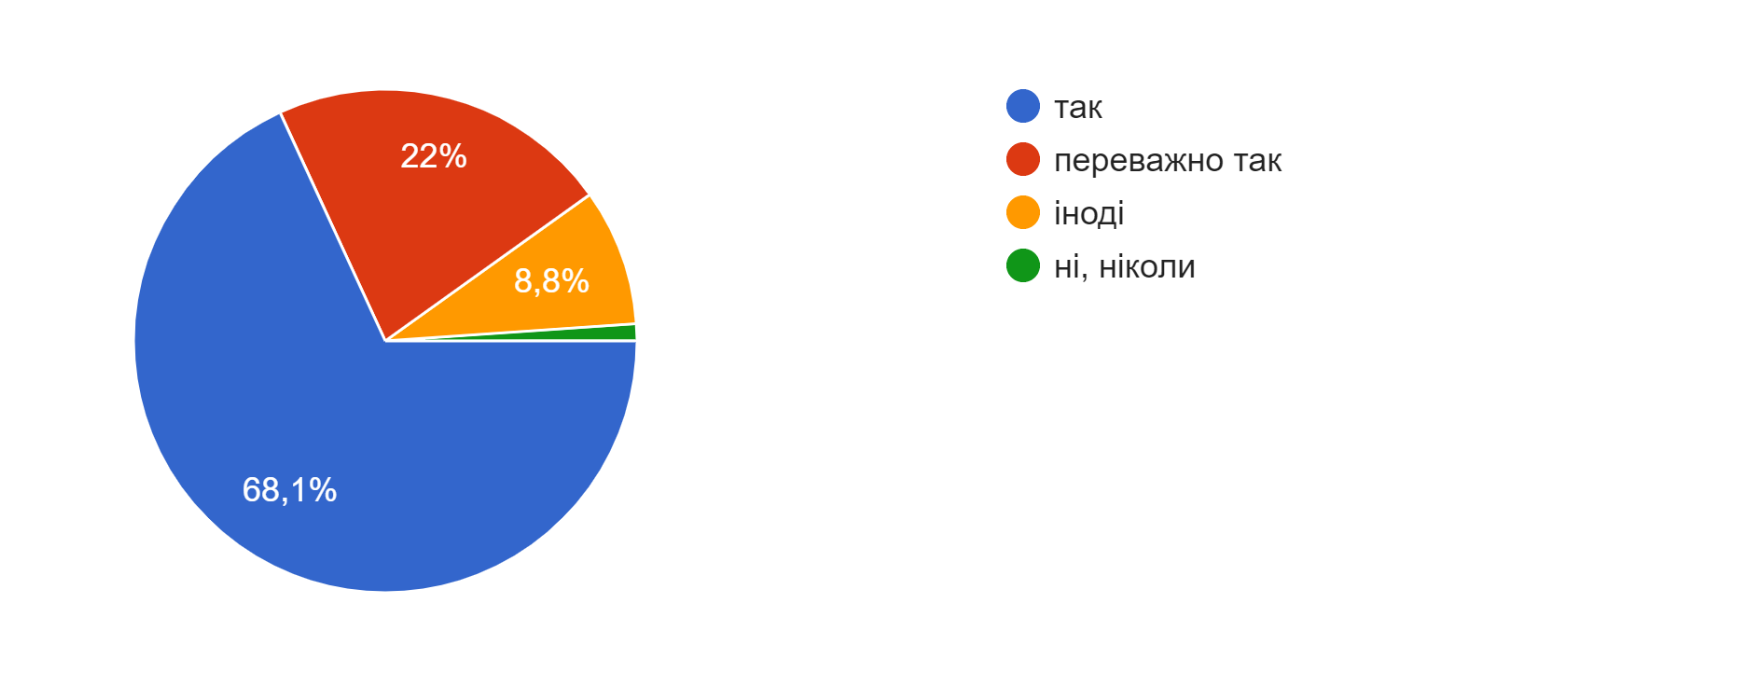 22%
8,8%
68,1%
так
переважно так
іноді
ні, ніколи